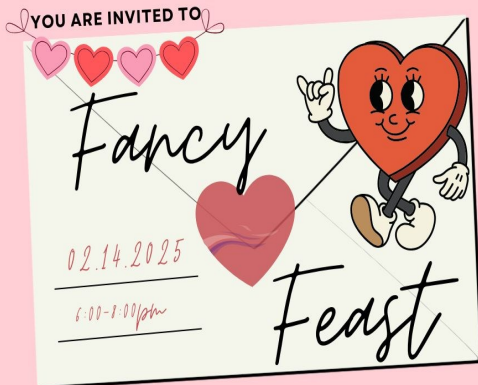 YOU ARE INVITED TO
Fancy
02.14.2025
6:00-8:00pm
Feast